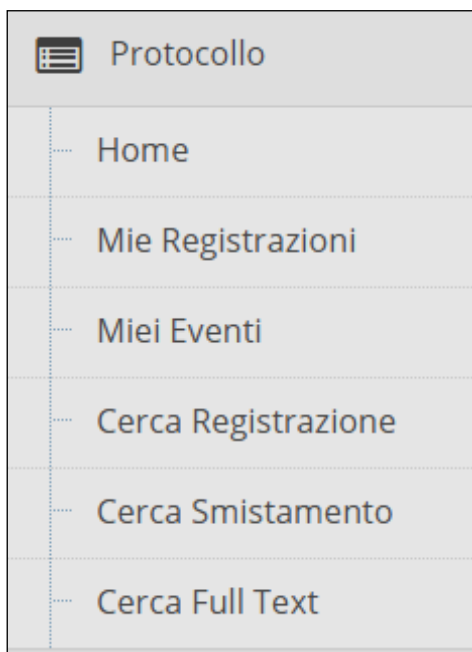 Protocollo
Home
Mie Registrazioni
Miei Eventi
Cerca Registrazione
Cerca Smistamento
Cerca Full Text